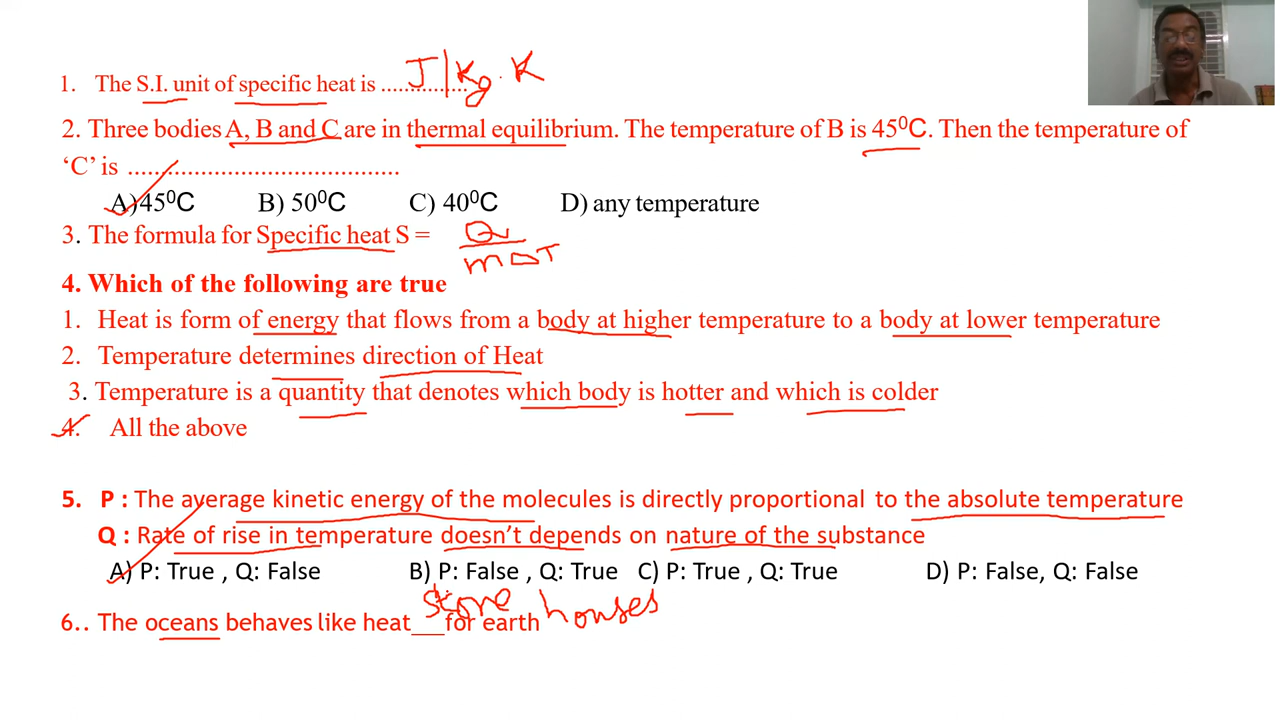 1. The S.I. unit of specific heat is ................ J/Kg.K
2. Three bodies A, B and C are in thermal equilibrium. The temperature of B is 45⁰C. Then the temperature of
‘C’ is ........................................
A) 45⁰C B) 50⁰C C) 40⁰C D) any temperature
3. The formula for Specific heat S = Q / m△T
4. Which of the following are true
1. Heat is form of energy that flows from a body at higher temperature to a body at lower temperature
2. Temperature determines direction of Heat
3. Temperature is a quantity that denotes which body is hotter and which is colder
4. All the above
5. P : The average kinetic energy of the molecules is directly proportional to the absolute temperature
Q : Rate of rise in temperature doesn’t depends on nature of the substance
A) P: True , Q: False B) P: False , Q: True C) P: True , Q: True D) P: False, Q: False
store houses
6.. The oceans behaves like heat___for earth